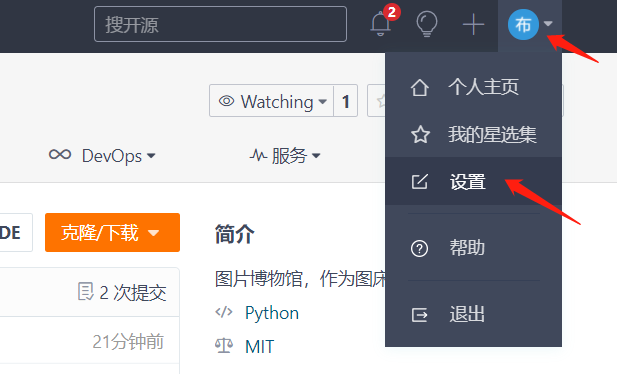 搜开源
2
布
Watching
1
个人主页
我的星选集
设置
帮助
退出
DevOps
服务
DE
克隆/下载
简介
图片博物馆，作为图床
2 次提交
Python
21分钟前
MIT